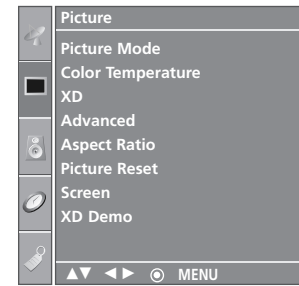 Picture
Picture Mode
Color Temperature
XD
Advanced
Aspect Ratio
Picture Reset
Screen
XD Demo
▲▼ ◄► ◉ MENU